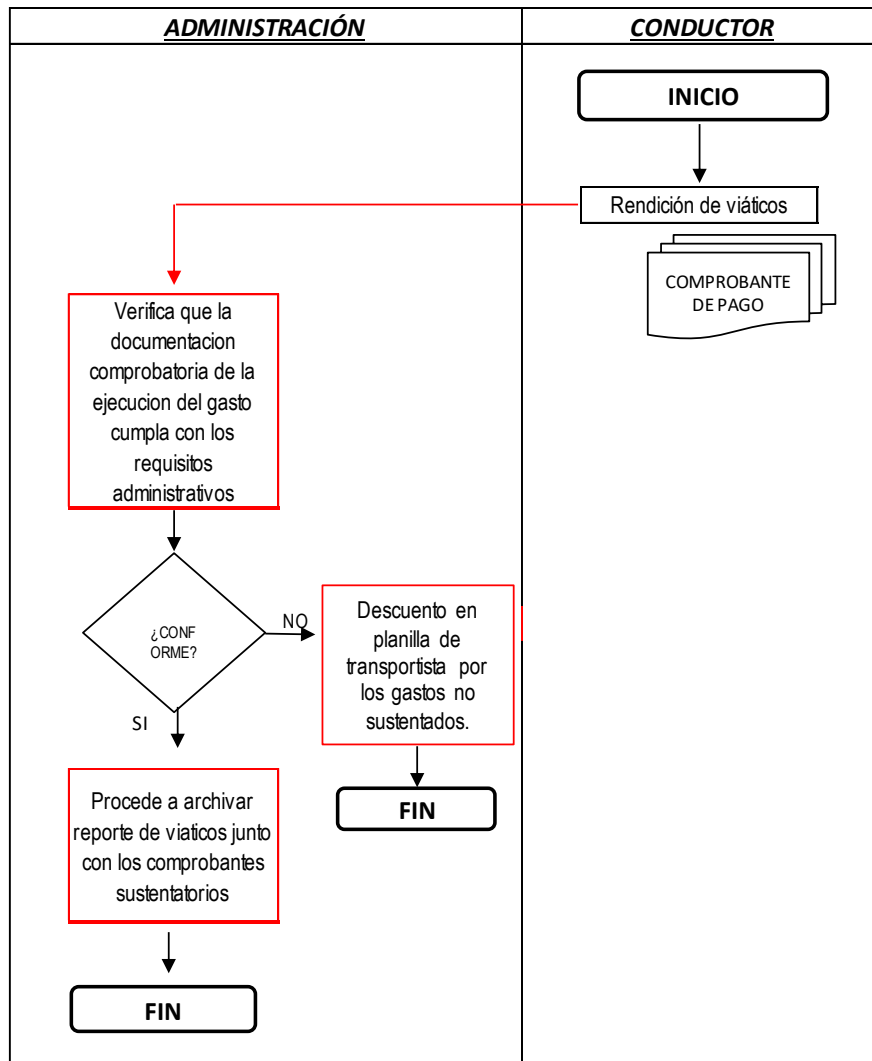 ADMINISTRACIÓN
CONDUCTOR
INICIO
Rendición de viáticos
COMPROBANTE
DE PAGO
Verifica que la
documentacion
comprobatoria de la
ejecucion del gasto
cumpla con los
requisitos
administrativos
¿CONF
ORME?
NO
Descuento en
planilla de
transportista por
los gastos no
sustentados.
SI
FIN
Procede a archivar
reporte de viaticos junto
con los comprobantes
sustentatorios
FIN